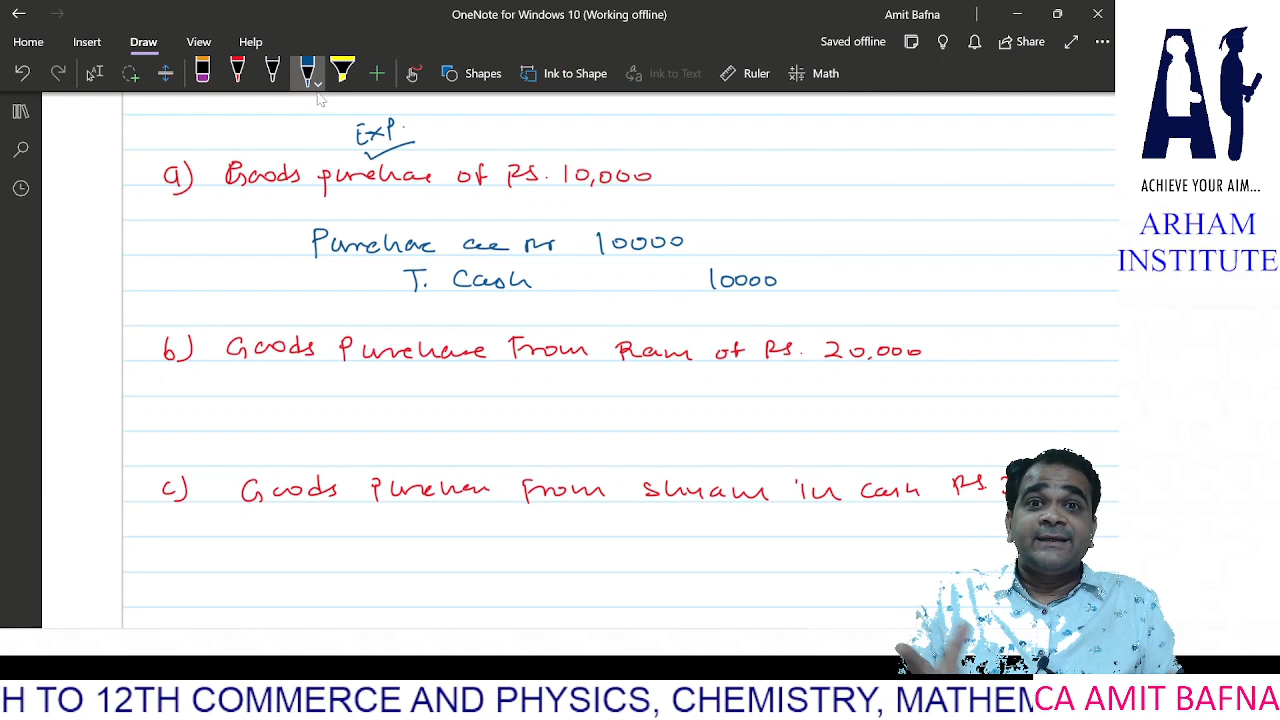 OneNote for Windows 10 (Working offline)
Amit Bafna
Home Insert Draw View Help
Saved offline
Share
Ink to Shape Ink to Text Ruler Math
Shapes
EXP.
a) Goods purchase of Rs. 10,000
Purchase 10000
T. Cash 10000
b) Goods Purchase From Ram of Rs. 20,000
c) Goods Purchase From Shyam in cash Rs.
ACHIEVE YOUR AIM...
ARHAM
INSTITUTE
H TO 12TH COMMERCE AND PHYSICS, CHEMISTRY, MATHEM
CA AMIT BAFNA